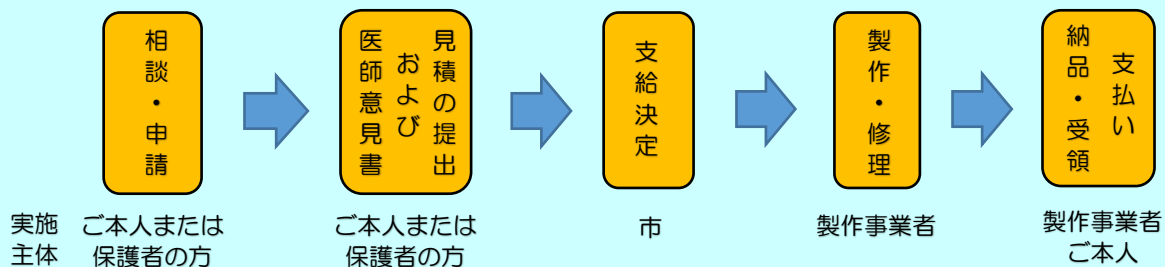 相談・申請
見積の提出
および
医師意見書
支給決定
製作・修理
支払い
納品・受領
実施
主体
ご本人または
保護者の方
ご本人または
保護者の方
市
製作事業者
製作事業者
ご本人